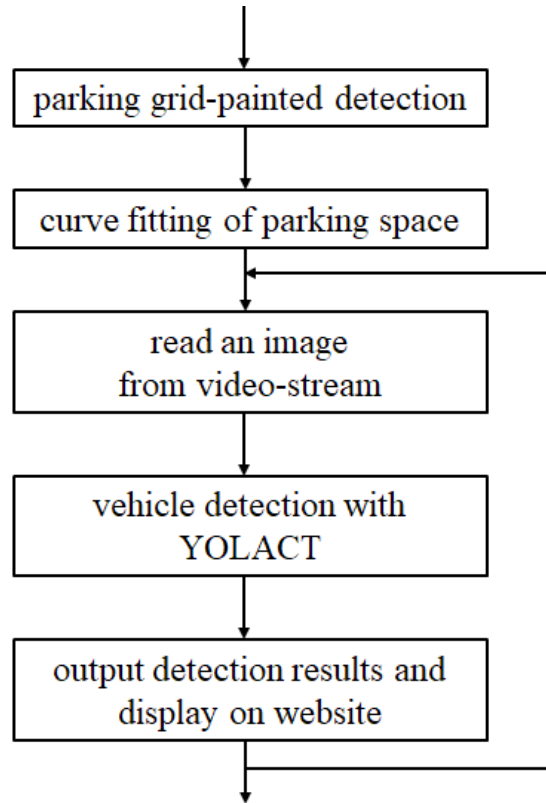 parking grid-painted detection
curve fitting of parking space
read an image
from video-stream
vehicle detection with
YOLACT
output detection results and
display on website